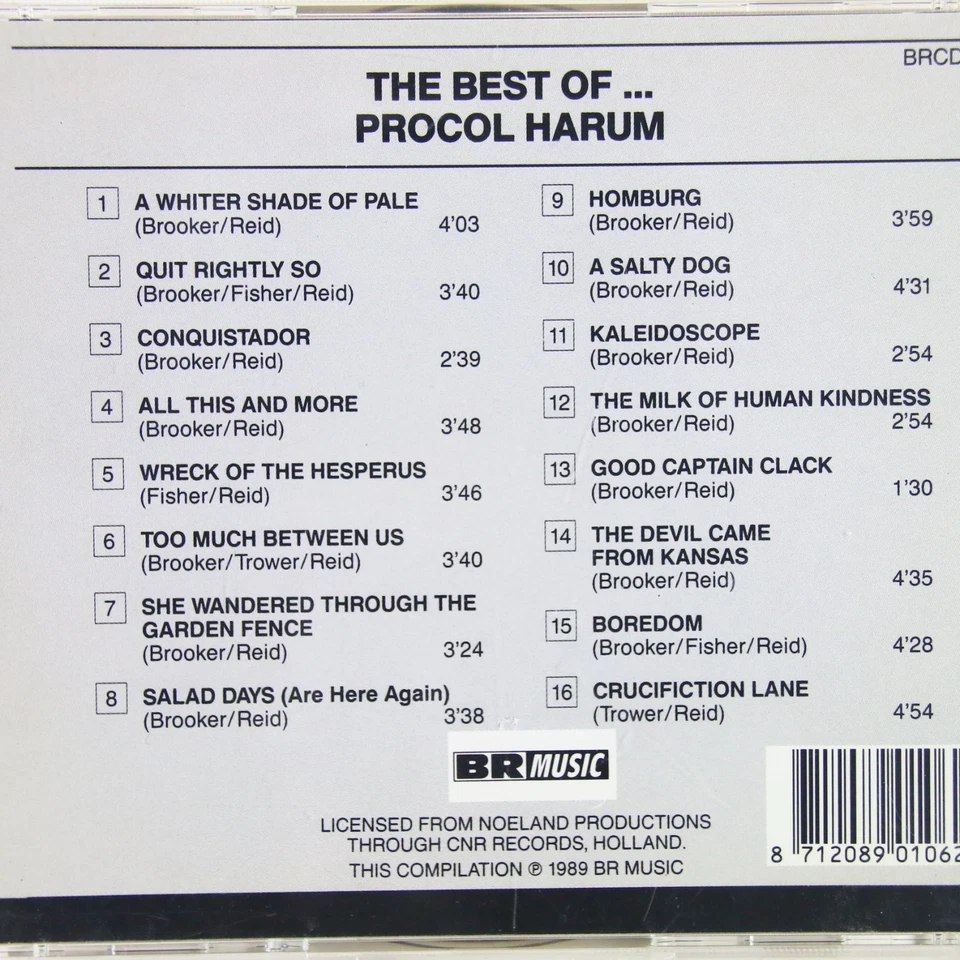 BRCD
THE BEST OF ...
PROCOL HARUM
1 A WHITER SHADE OF PALE
(Brooker/Reid) 4'03
2 QUIT RIGHTLY SO
(Brooker/Fisher/Reid) 3'40
3 CONQUISTADOR
(Brooker/Reid) 2'39
4 ALL THIS AND MORE
(Brooker/Reid) 3'48
5 WRECK OF THE HESPERUS
(Fisher/Reid) 3'46
6 TOO MUCH BETWEEN US
(Brooker/Trower/Reid) 3'40
7 SHE WANDERED THROUGH THE
GARDEN FENCE
(Brooker/Reid) 3'24
8 SALAD DAYS (Are Here Again)
(Brooker/Reid) 3'38
9 HOMBURG
(Brooker/Reid) 3'59
10 A SALTY DOG
(Brooker/Reid) 4'31
11 KALEIDOSCOPE
(Brooker/Reid) 2'54
12 THE MILK OF HUMAN KINDNESS
(Brooker/Reid) 2'54
13 GOOD CAPTAIN CLACK
(Brooker/Reid) 1'30
14 THE DEVIL CAME
FROM KANSAS
(Brooker/Reid) 4'35
15 BOREDOM
(Brooker/Fisher/Reid) 4'28
16 CRUCIFICTION LANE
(Trower/Reid) 4'54
BR MUSIC
LICENSED FROM NOELAND PRODUCTIONS
THROUGH CNR RECORDS, HOLLAND.
THIS COMPILATION ℗ 1989 BR MUSIC
8 712089 01062